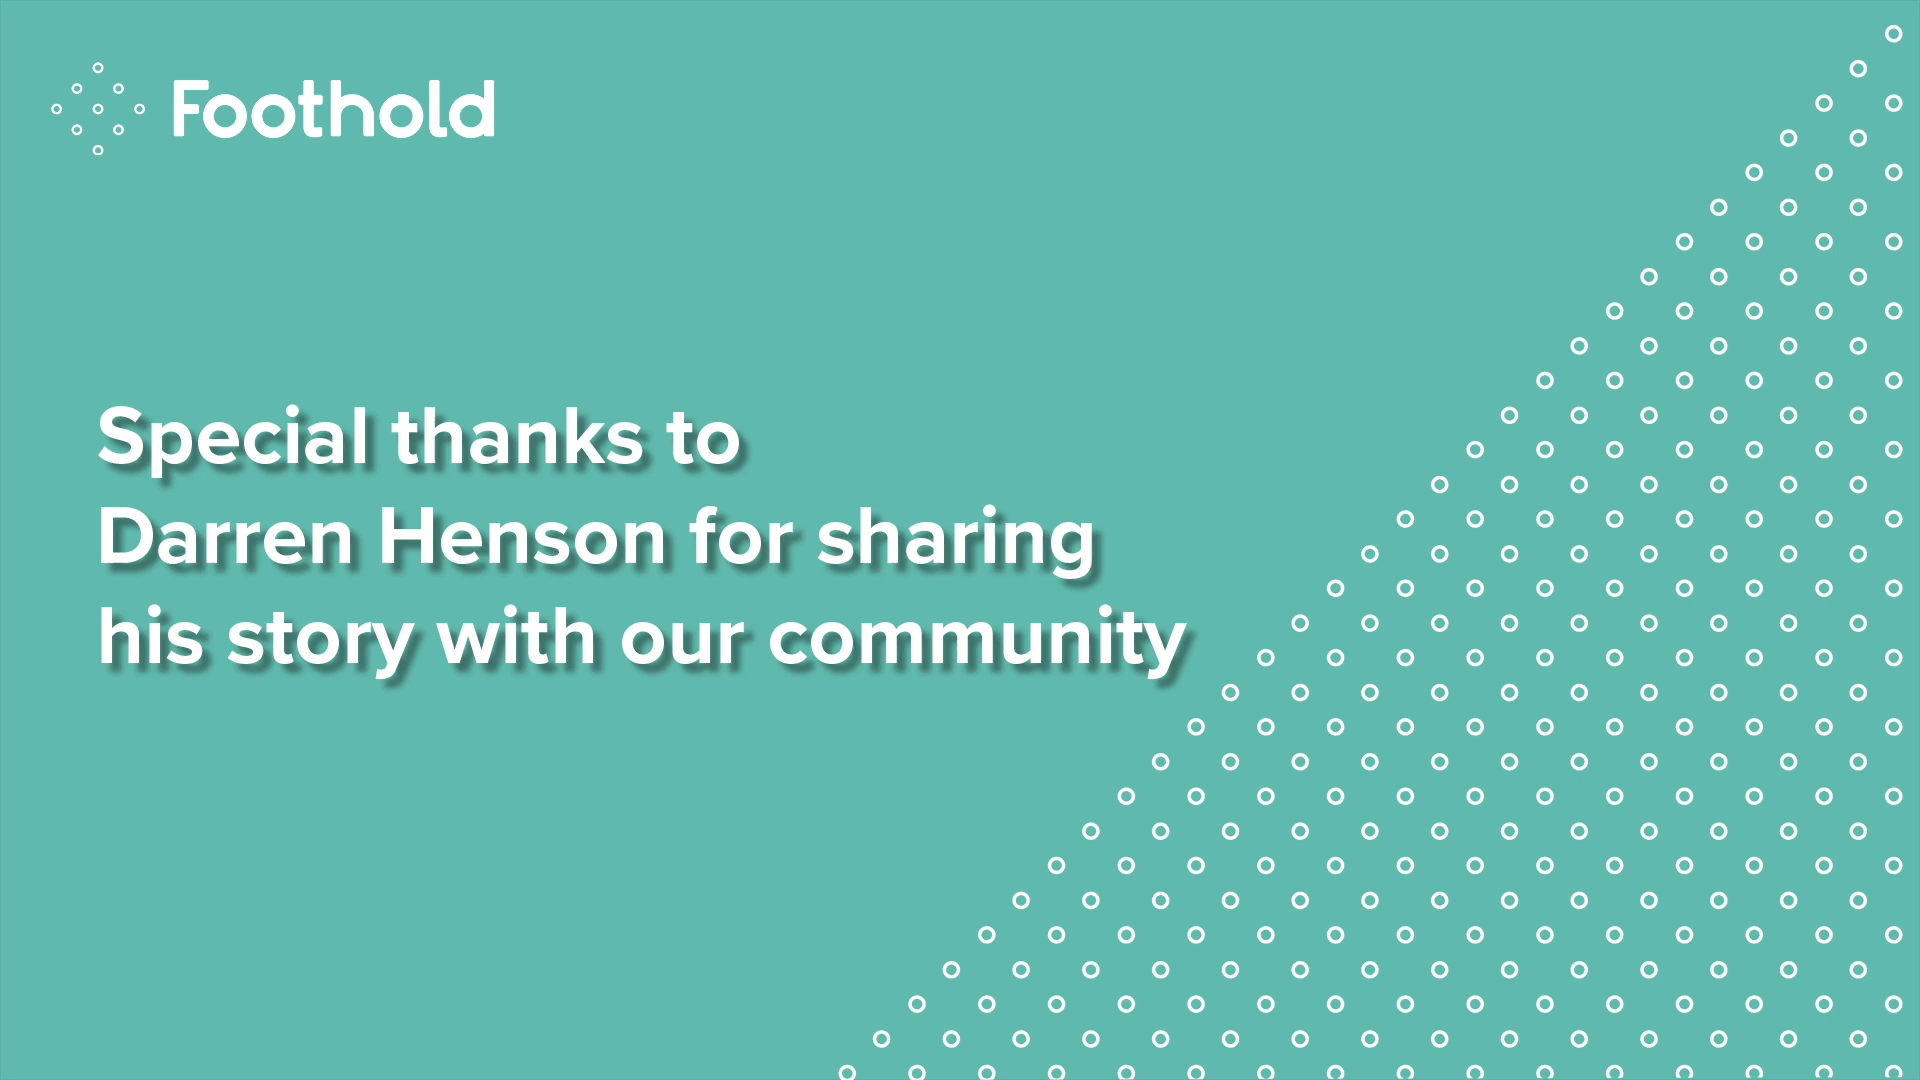 Foothold
Special thanks to
Darren Henson for sharing
his story with our community